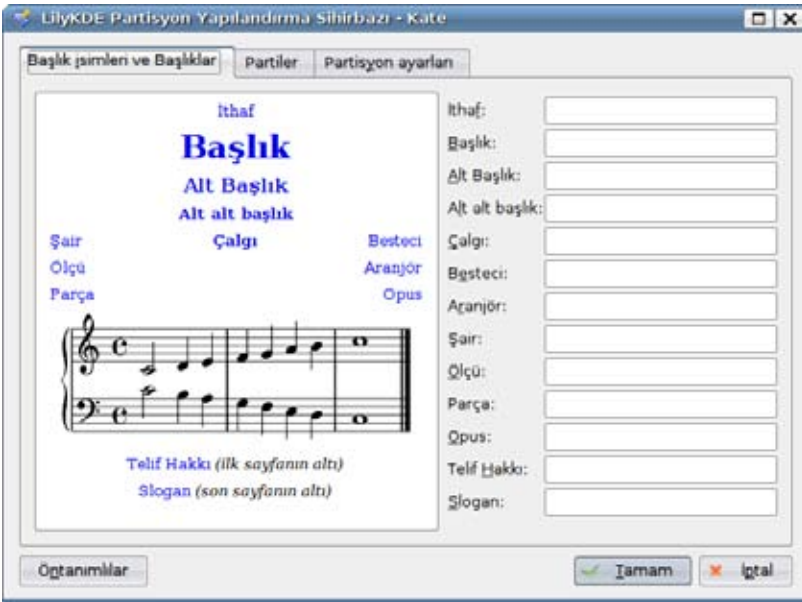 LilyKDE Partisyon Yapılandırma Sihirbazı - Kate
Başlık isimleri ve Başlıklar Partiler Partisyon ayarları
İthaf
Başlık
Alt Başlık
Alt alt başlık
Şair Çalgı Besteci
Ölçü Aranjör
Parça Opus
Telif Hakkı (ilk sayfanın altı)
Slogan (son sayfanın altı)
İthaf:
Başlık:
Alt Başlık:
Alt alt başlık:
Çalgı:
Besteci:
Aranjör:
Şair:
Ölçü:
Parça:
Opus:
Telif Hakkı:
Slogan:
Öntanımlılar Tamam İptal